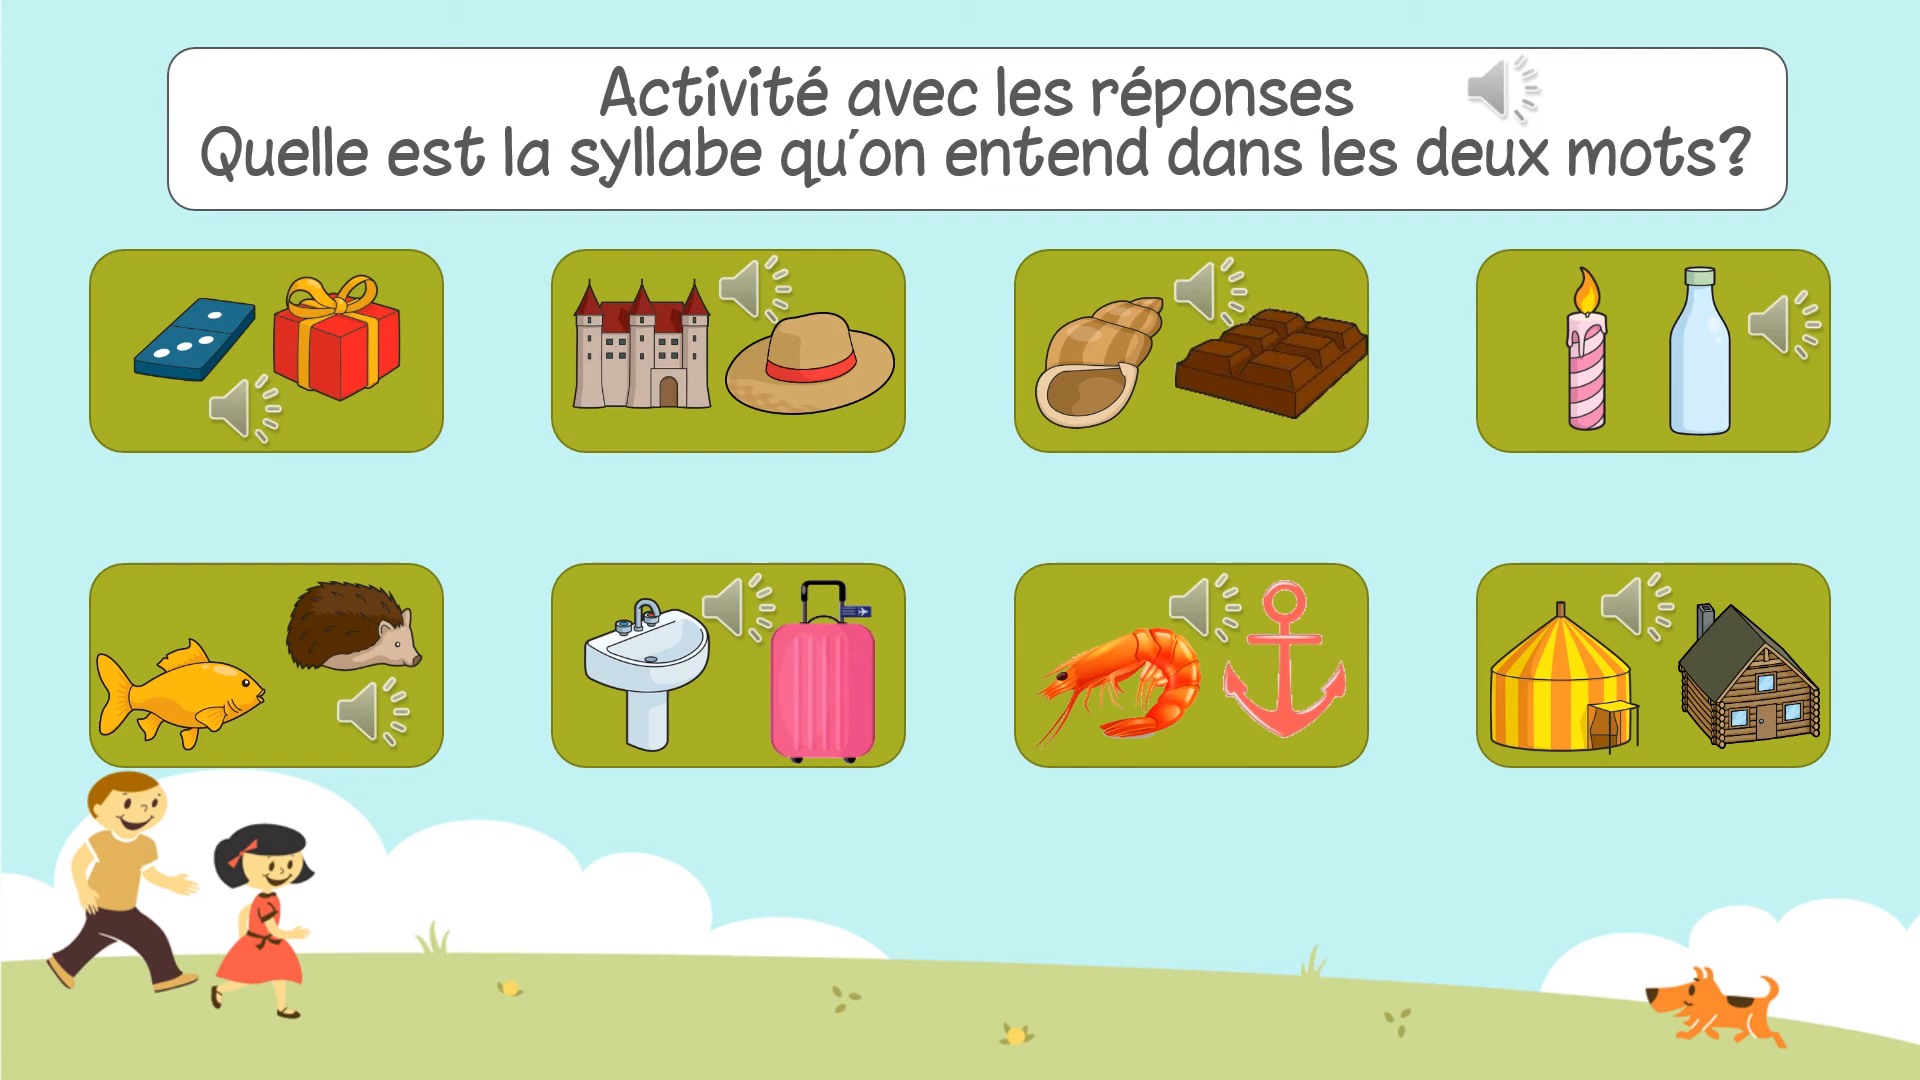 Activité avec les réponses
Quelle est la syllabe qu'on entend dans les deux mots?